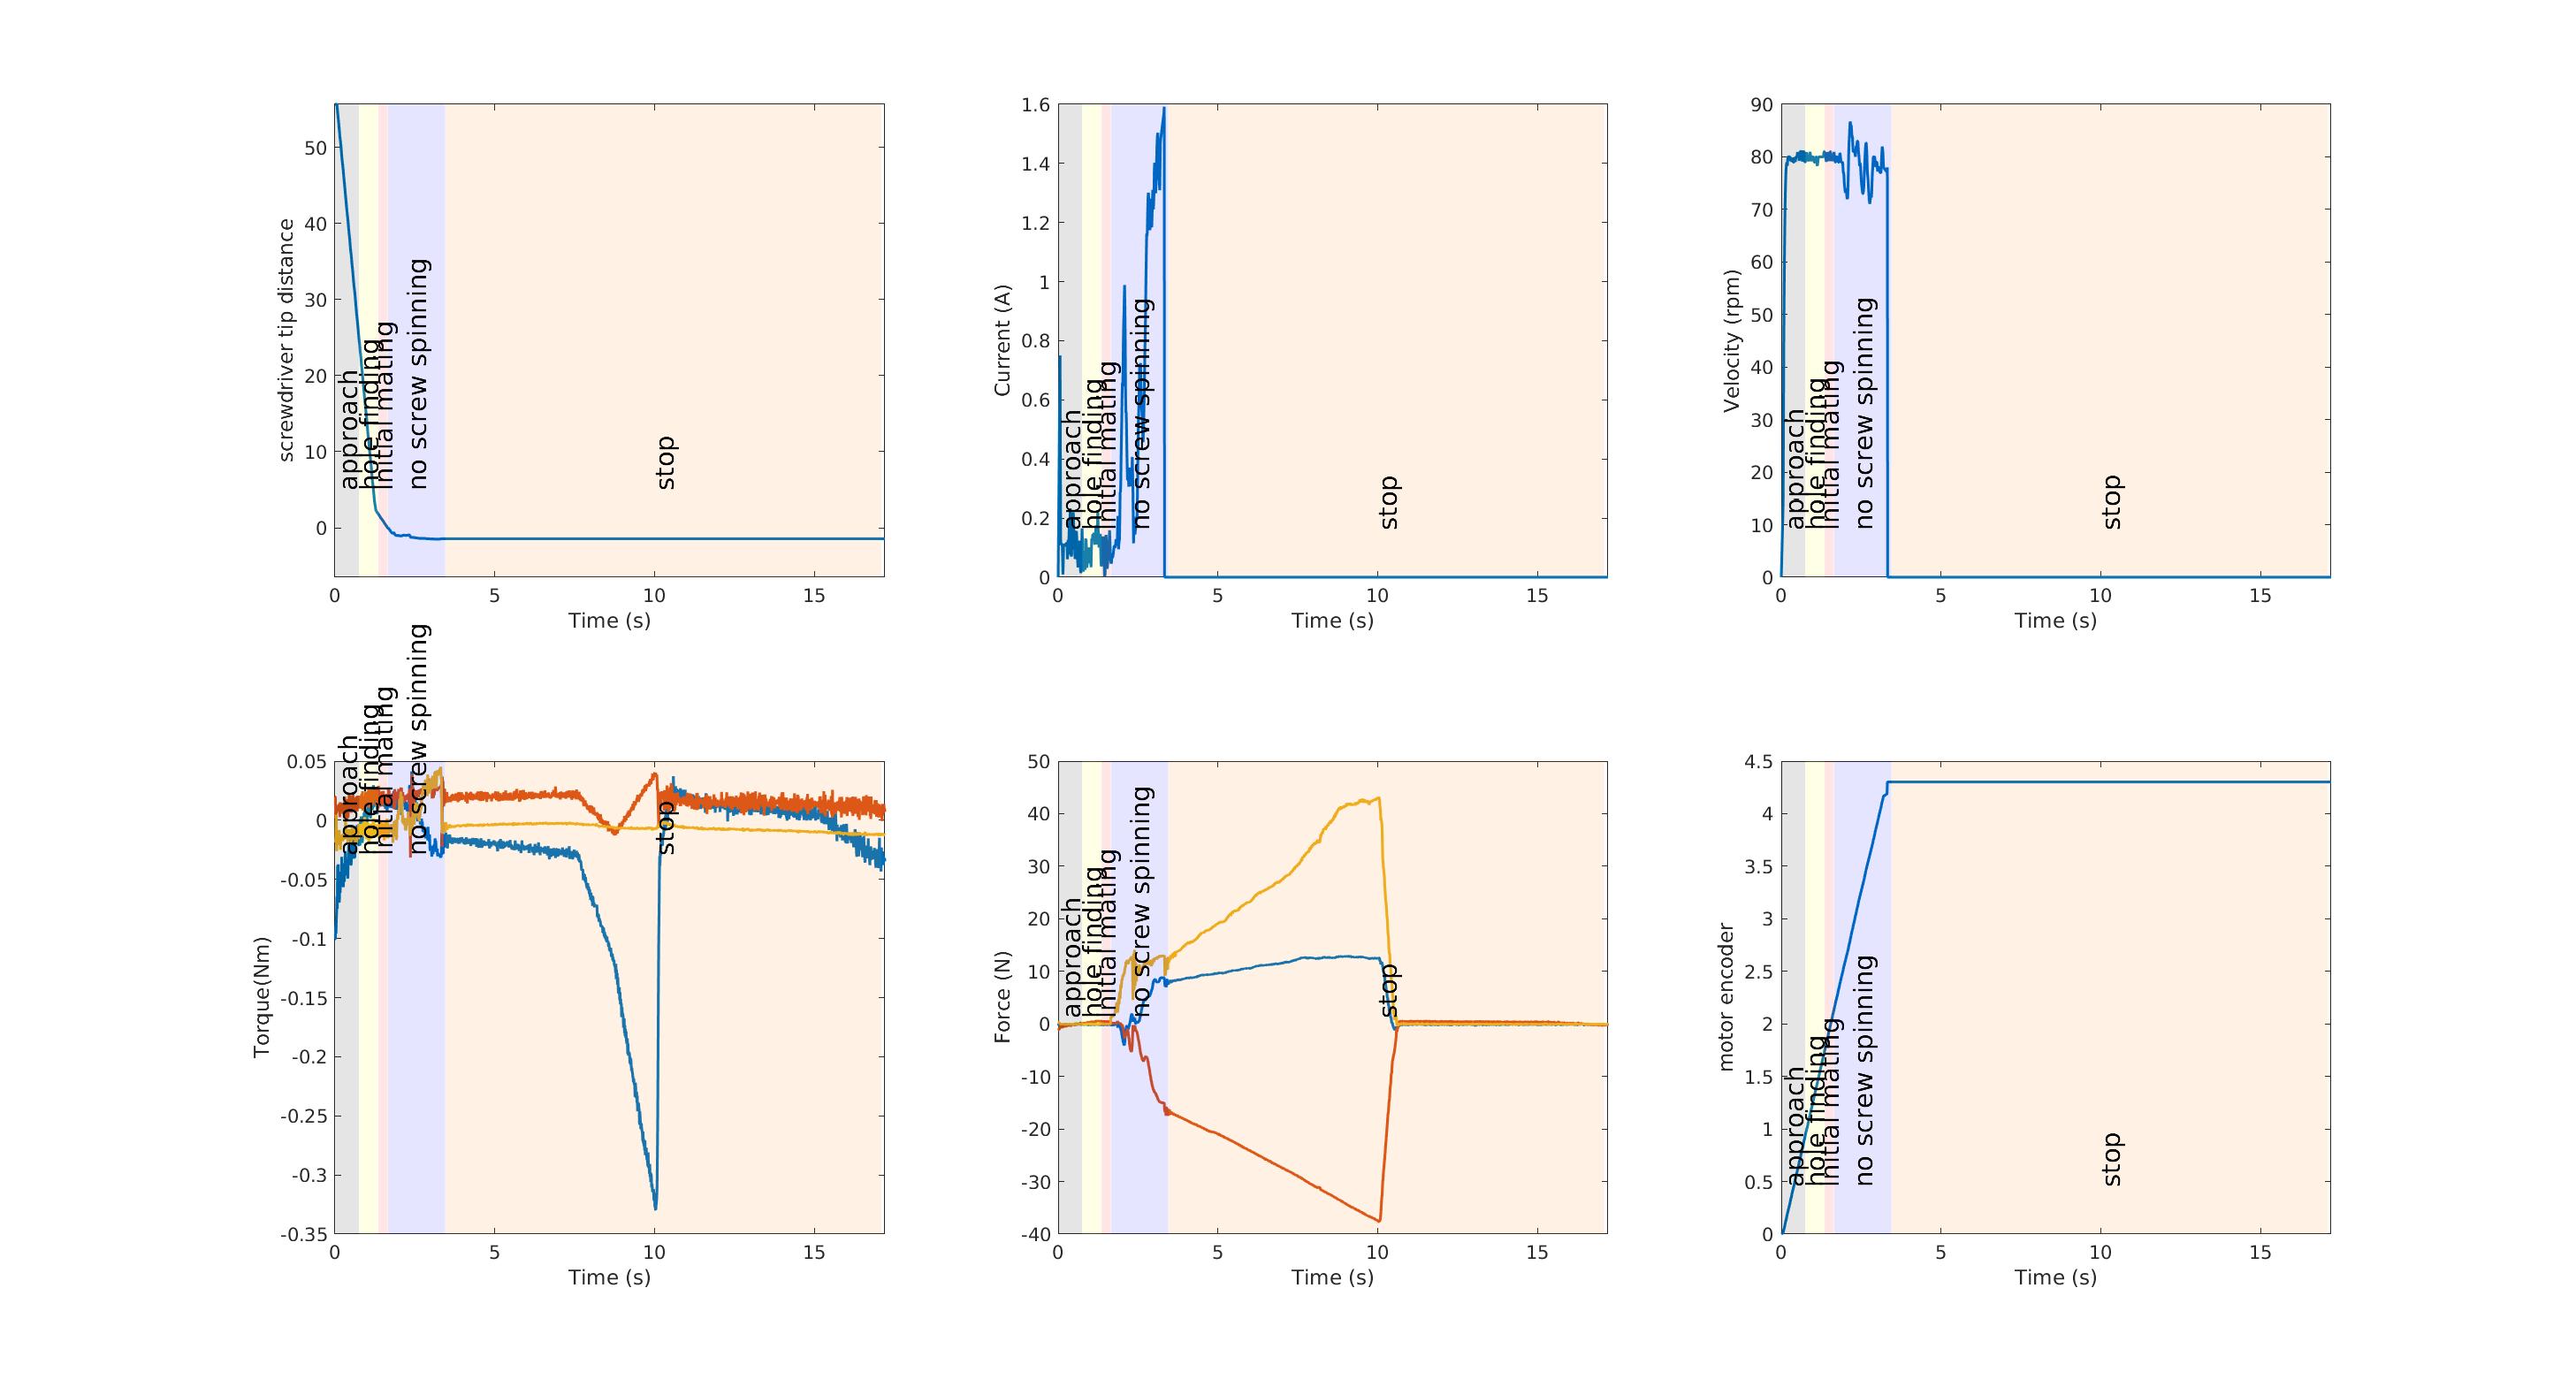 50
40
30
20
10
0
screwdriver tip distance
approach
hole finding
Initial mating
no screw spinning
stop
0 5 10 15
Time (s)
1.6
1.4
1.2
1
0.8
0.6
0.4
0.2
0
Current (A)
approach
hole finding
Initial mating
no screw spinning
stop
0 5 10 15
Time (s)
90
80
70
60
50
40
30
20
10
0
Velocity (rpm)
approach
hole finding
Initial mating
no screw spinning
stop
0 5 10 15
Time (s)
0.05
0
-0.05
-0.1
-0.15
-0.2
-0.25
-0.3
-0.35
Torque(Nm)
approach
hole finding
Initial mating
no screw spinning
stop
0 5 10 15
Time (s)
50
40
30
20
10
0
-10
-20
-30
-40
Force (N)
approach
hole finding
Initial mating
no screw spinning
stop
0 5 10 15
Time (s)
4.5
4
3.5
3
2.5
2
1.5
1
0.5
0
motor encoder
approach
hole finding
Initial mating
no screw spinning
stop
0 5 10 15
Time (s)